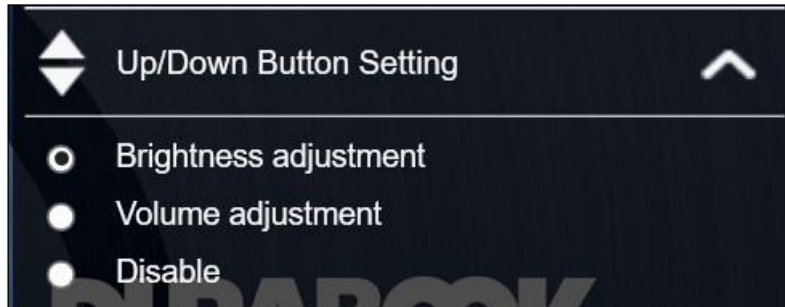 Up/Down Button Setting
Brightness adjustment
Volume adjustment
Disable